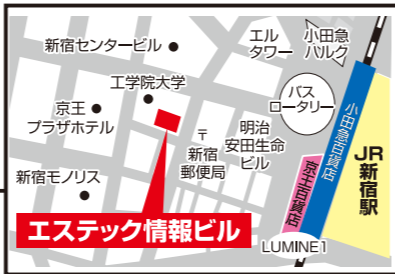 新宿センタービル
エル
タワー
小田急
ハルク
工学院大学
バス
ロータリー
京王
プラザホテル
〒
新宿
郵便局
明治
安田生命
ビル
小田急百貨店
JR新宿駅
京王百貨店
新宿モノリス
エステック情報ビル
LUMINE1